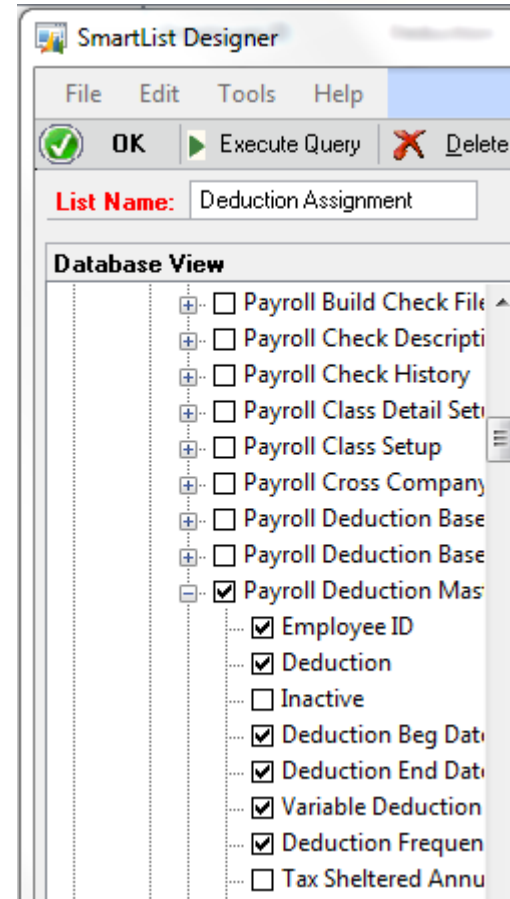 SmartList Designer
File Edit Tools Help
OK Execute Query Delete
List Name: Deduction Assignment
Database View
Payroll Build Check File
Payroll Check Descripti
Payroll Check History
Payroll Class Detail Setu
Payroll Class Setup
Payroll Cross Company
Payroll Deduction Base
Payroll Deduction Base
Payroll Deduction Mas
Employee ID
Deduction
Inactive
Deduction Beg Date
Deduction End Date
Variable Deduction
Deduction Frequen
Tax Sheltered Annu